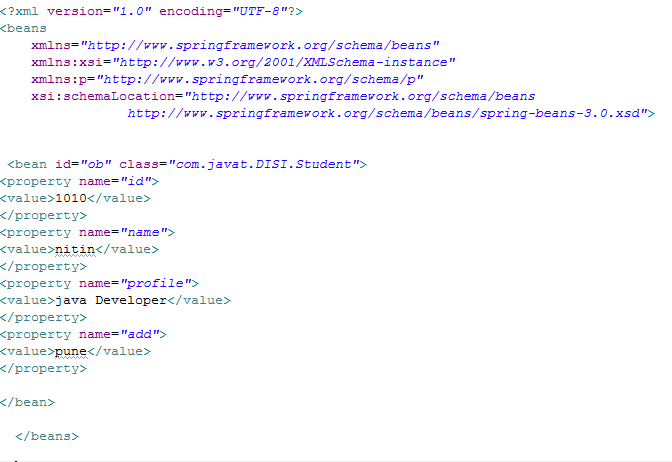 <?xml version="1.0" encoding="UTF-8"?>
<beans
xmlns="http://www.springframework.org/schema/beans"
xmlns:xsi="http://www.w3.org/2001/XMLSchema-instance"
xmlns:p="http://www.springframework.org/schema/p"
xsi:schemaLocation="http://www.springframework.org/schema/beans
http://www.springframework.org/schema/beans/spring-beans-3.0.xsd">
<bean id="ob" class="com.javat.DISI.Student">
<property name="id">
<value>1010</value>
</property>
<property name="name">
<value>nitin</value>
</property>
<property name="profile">
<value>java Developer</value>
</property>
<property name="add">
<value>pune</value>
</property>
</bean>
</beans>